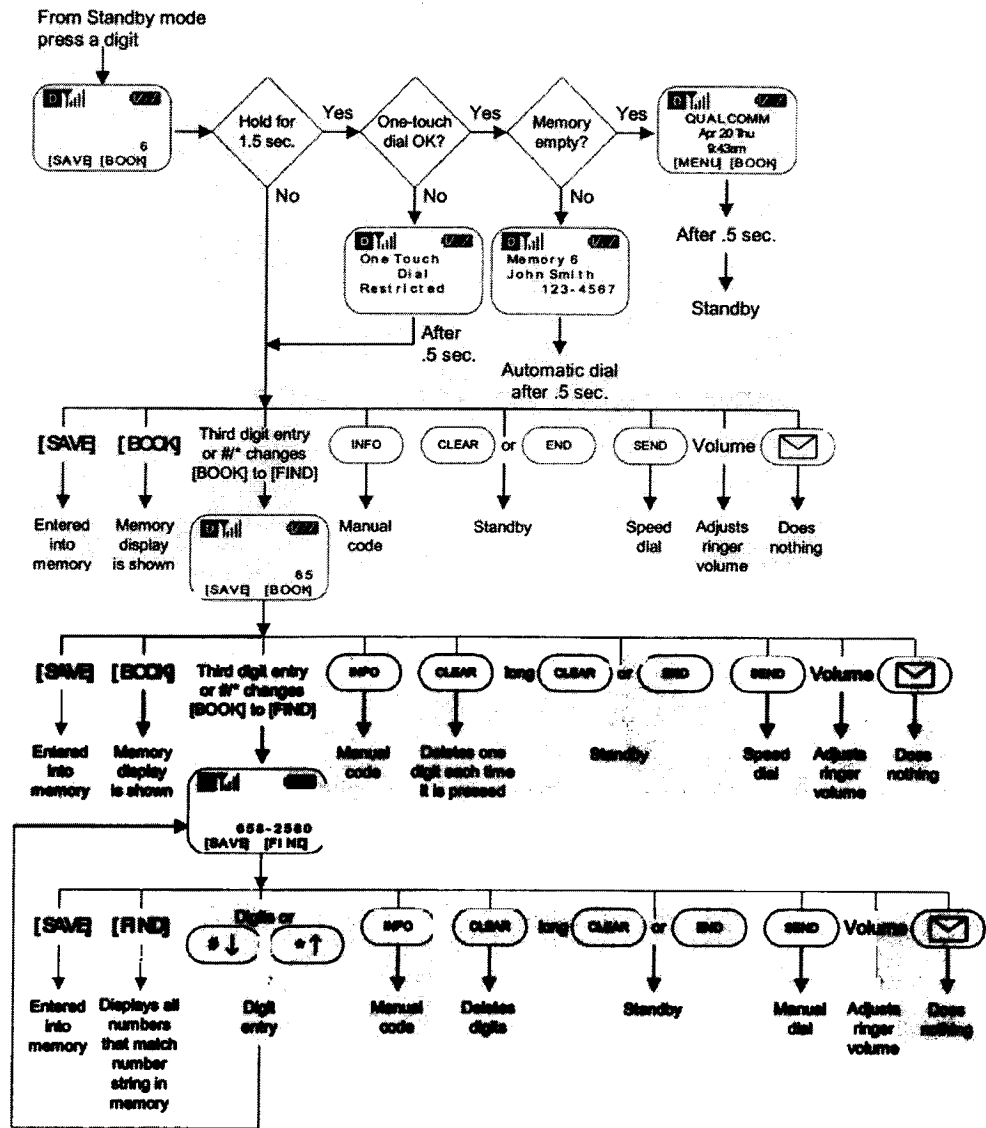 From Standby mode
press a digit
D
6
[SAVE] [BOOK]
Hold for
1.5 sec.
Yes
No
One-touch
dial OK?
Yes
No
Memory
empty?
Yes
No
D
QUALCOMM
Apr 20 Thu
9:43am
[MENU] [BOOK]
After .5 sec.
Standby
D
One Touch
Dial
Restricted
After
.5 sec.
D
Memory 6
John Smith
123-4567
Automatic dial
after .5 sec.
[SAVE]
Entered
into
memory
[BOOK]
Memory
display
is shown
Third digit entry
or #/* changes
[BOOK] to [FIND]
INFO
Manual
code
CLEAR or END
Standby
SEND
Speed
dial
Volume
Adjusts
ringer
volume
Does
nothing
D
65
[SAVE] [BOOK]
[SAVE]
Entered
into
memory
[BOOK]
Memory
display
is shown
Third digit entry
or #/* changes
[BOOK] to [FIND]
INFO
Manual
code
CLEAR
Deletes one
digit each time
it is pressed
long CLEAR or END
Standby
SEND
Speed
dial
Volume
Adjusts
ringer
volume
Does
nothing
D
658-2580
[SAVE] [FIND]
[SAVE]
Entered
into
memory
[FIND]
Displays all
numbers
that match
number
string in
memory
Digits or
# ↓ * ↑
Digit
entry
INFO
Manual
code
CLEAR
Deletes
digits
long CLEAR or END
Standby
SEND
Manual
dial
Volume
Adjusts
ringer
volume
Does
nothing